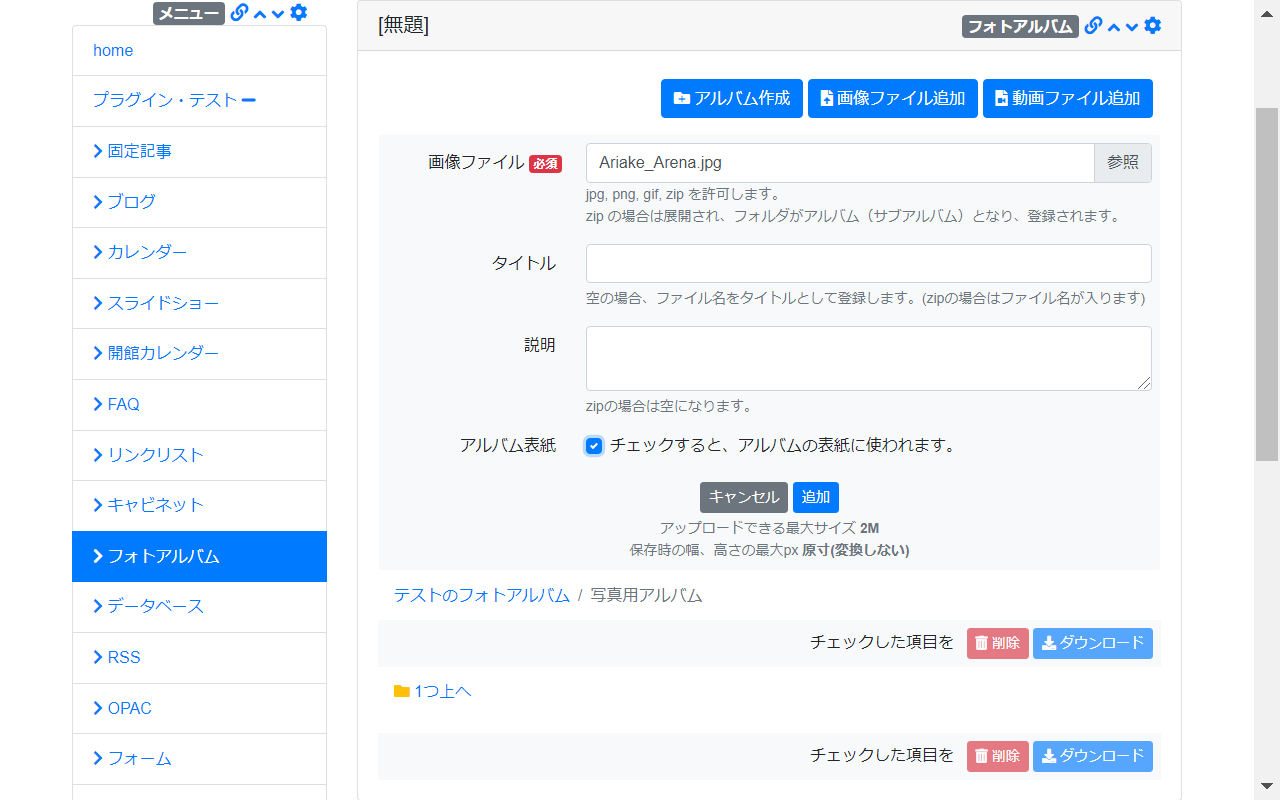 メニュー
home
プラグイン・テスト
固定記事
ブログ
カレンダー
スライドショー
開館カレンダー
FAQ
リンクリスト
キャビネット
フォトアルバム
データベース
RSS
OPAC
フォーム
[無題]
フォトアルバム
アルバム作成 画像ファイル追加 動画ファイル追加
画像ファイル 必須 Ariake_Arena.jpg 参照
jpg, png, gif, zip を許可します。
zip の場合は展開され、フォルダがアルバム（サブアルバム）となり、登録されます。
タイトル
空の場合、ファイル名をタイトルとして登録します。(zipの場合はファイル名が入ります)
説明
zipの場合は空になります。
アルバム表紙 チェックすると、アルバムの表紙に使われます。
キャンセル 追加
アップロードできる最大サイズ 2M
保存時の幅、高さの最大px 原寸(変換しない)
テストのフォトアルバム / 写真用アルバム
チェックした項目を 削除 ダウンロード
1つ上へ
チェックした項目を 削除 ダウンロード